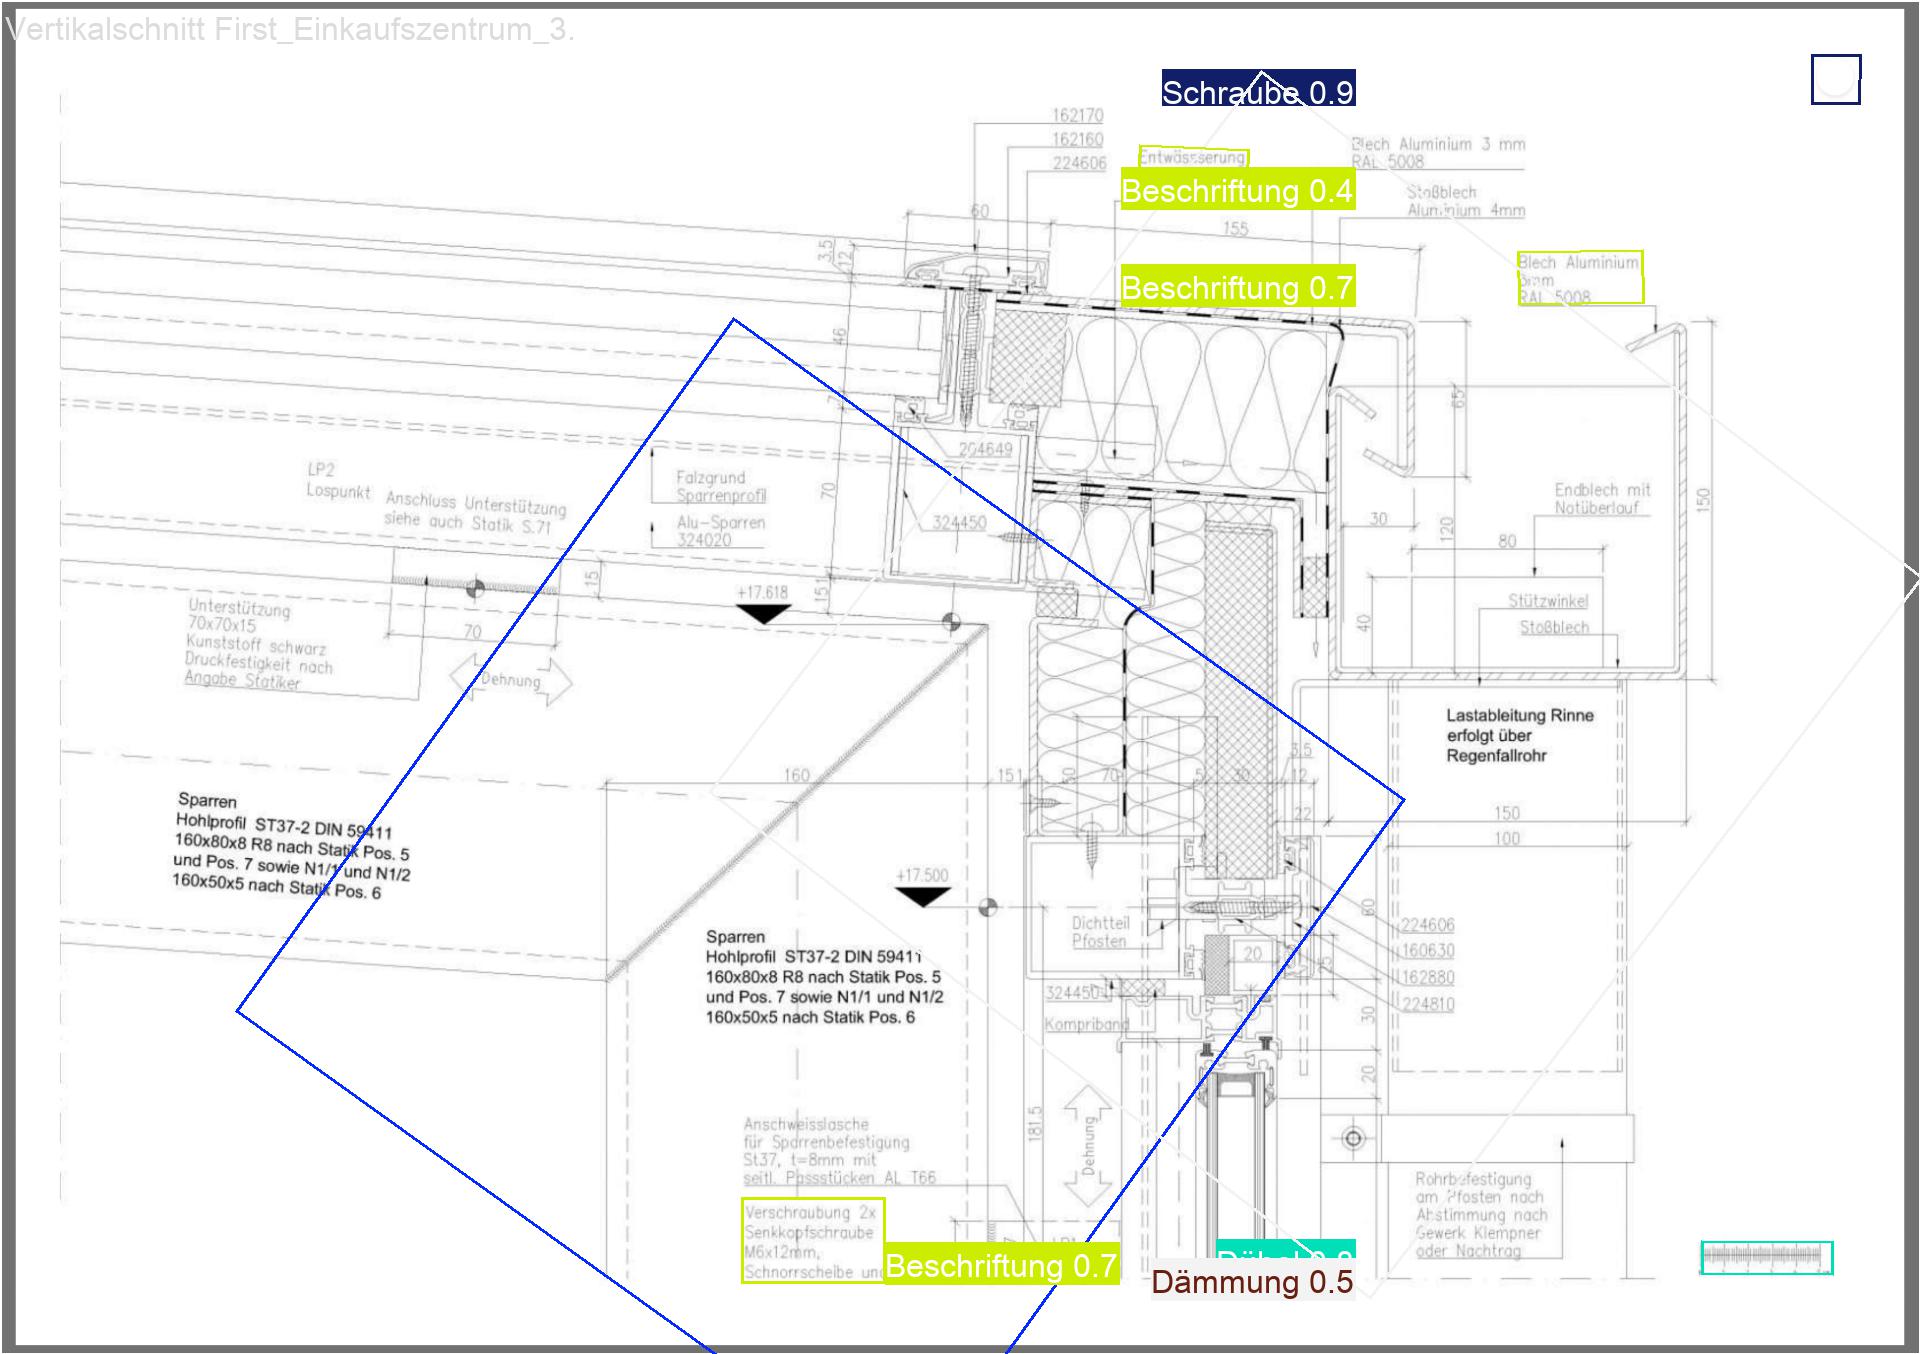 Vertikalschnitt First_Einkaufszentrum_3.
Schraube 0.9
162170
162160
224606
Entwässserung
Blech Aluminium 3 mm
RAL 5008
Beschriftung 0.4
Stoßblech
Aluminium 4mm
60
155
3,5
12
Blech Aluminium
3mm
RAL 5008
Beschriftung 0.7
46
7
65
204649
LP2
Lospunkt
Anschluss Unterstützung
siehe auch Statik S.71
Falzgrund
Sparrenprofil
70
Alu-Sparren
324020
324450
Endblech mit
Notüberlauf
150
30
120
80
15
151
+17.618
Unterstützung
70x70x15
Kunststoff schwarz
Druckfestigkeit nach
Angabe Statiker
70
Dehnung
40
Stützwinkel
Stoßblech
Lastableitung Rinne
erfolgt über
Regenfallrohr
160
151
70
30
3.5
12
22
150
100
Sparren
Hohlprofil ST37-2 DIN 59411
160x80x8 R8 nach Statik Pos. 5
und Pos. 7 sowie N1/1 und N1/2
160x50x5 nach Statik Pos. 6
+17.500
Dichtteil
Pfosten
224606
160630
162880
224810
20
Sparren
Hohlprofil ST37-2 DIN 59411
160x80x8 R8 nach Statik Pos. 5
und Pos. 7 sowie N1/1 und N1/2
160x50x5 nach Statik Pos. 6
324450
Kompriband
30
20
181.5
Dehnung
Anschweisslasche
für Sparrenbefestigung
St37, t=8mm mit
seitl. Passstücken AL T66
Verschraubung 2x
Senkkopfschraube
M6x12mm,
Schnorrscheibe und
Beschriftung 0.7
Dämmung 0.5
Rohrbefestigung
am Pfosten nach
Abstimmung nach
Gewerk Klempner
oder Nachtrag